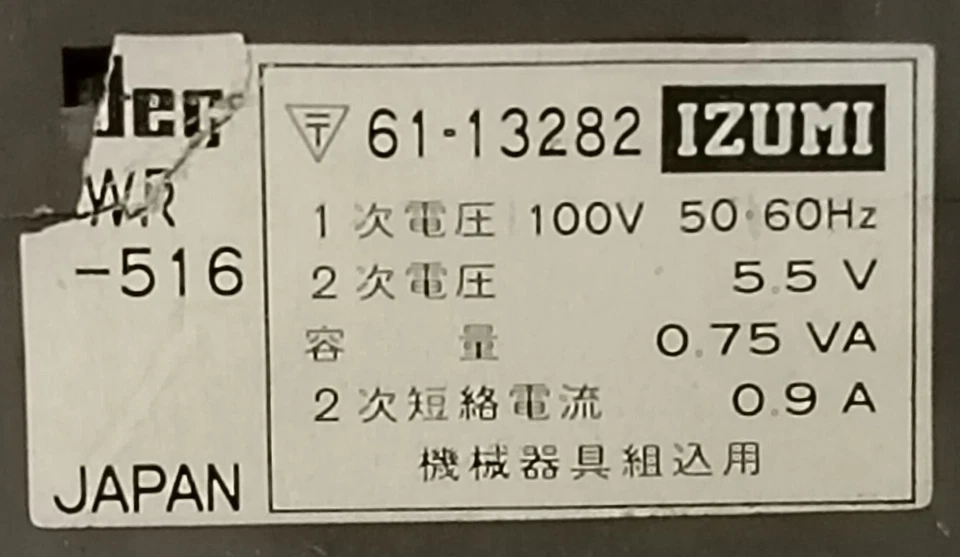 idec
WR
-516
JAPAN
〒 61-13282 IZUMI
1次電圧 100V 50·60Hz
2次電圧 5.5 V
容量 0.75 VA
2次短絡電流 0.9 A
機械器具組込用